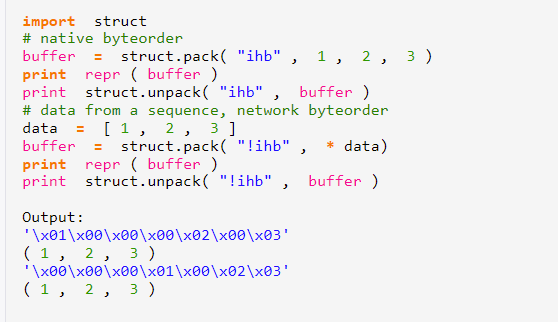 import struct
# native byteorder
buffer = struct.pack( "ihb" , 1 , 2 , 3 )
print repr ( buffer )
print struct.unpack( "ihb" , buffer )
# data from a sequence, network byteorder
data = [ 1 , 2 , 3 ]
buffer = struct.pack( "!ihb" , * data)
print repr ( buffer )
print struct.unpack( "!ihb" , buffer )

Output:
'\x01\x00\x00\x00\x02\x00\x03'
( 1 , 2 , 3 )
'\x00\x00\x00\x01\x00\x02\x03'
( 1 , 2 , 3 )